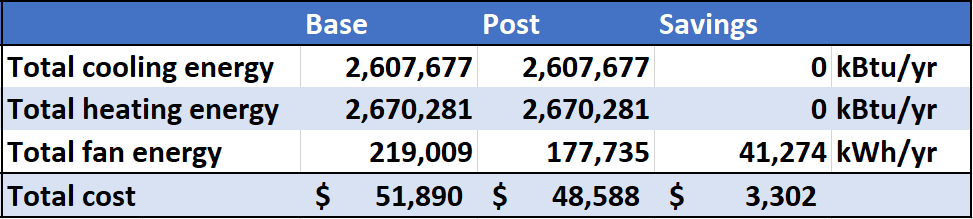 Base Post Savings
Total cooling energy 2,607,677 2,607,677 0 kBtu/yr
Total heating energy 2,670,281 2,670,281 0 kBtu/yr
Total fan energy 219,009 177,735 41,274 kWh/yr
Total cost $ 51,890 $ 48,588 $ 3,302